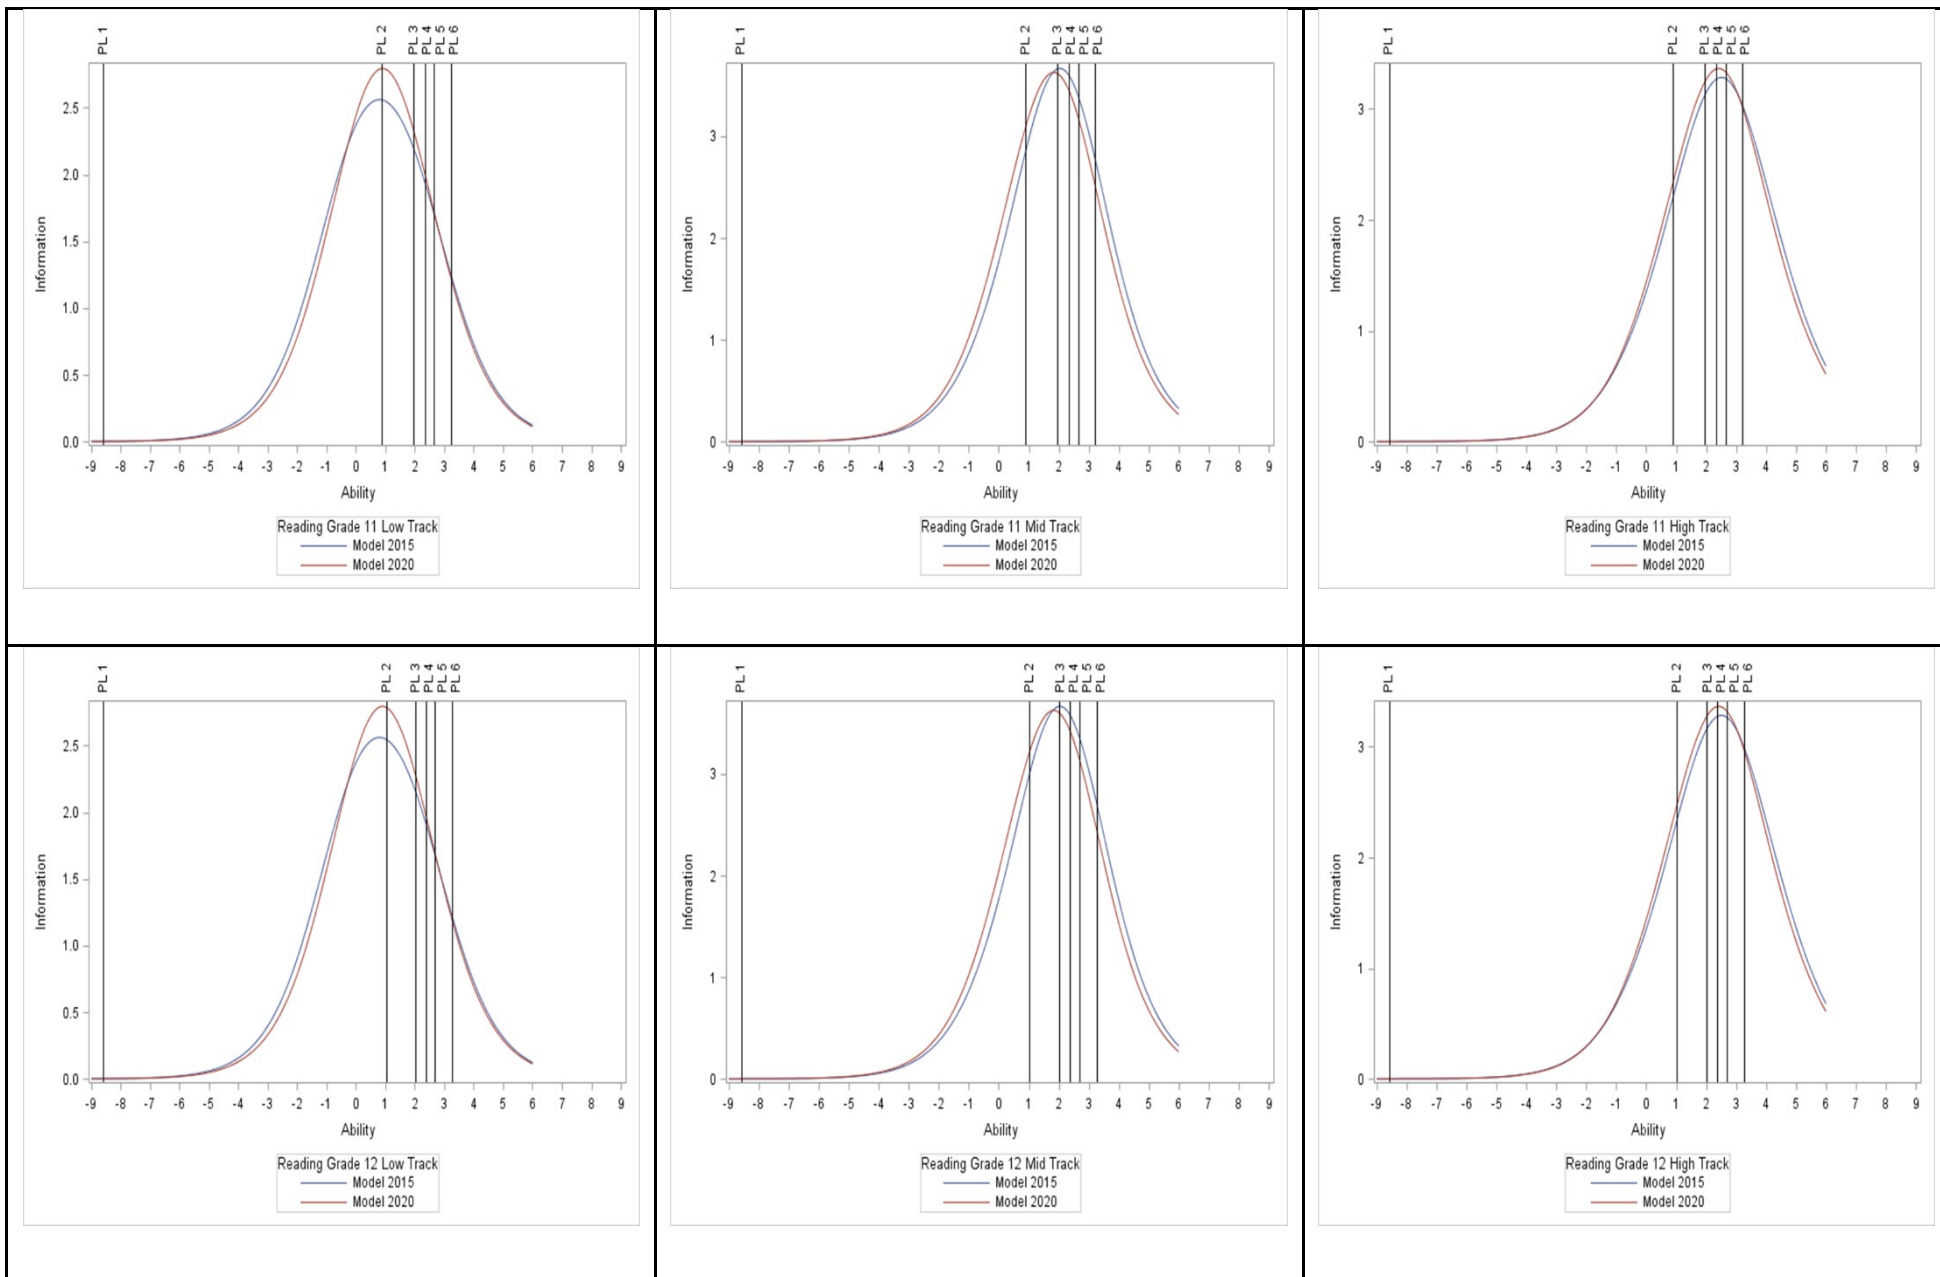 PL 1
PL 2
PL 3
PL 4
PL 5
PL 6
2.5
2.0
1.5
1.0
0.5
0.0
Information
-9 -8 -7 -6 -5 -4 -3 -2 -1 0 1 2 3 4 5 6 7 8 9
Ability
Reading Grade 11 Low Track
Model 2015
Model 2020
PL 1
PL 2
PL 3
PL 4
PL 5
PL 6
3
2
1
0
Information
-9 -8 -7 -6 -5 -4 -3 -2 -1 0 1 2 3 4 5 6 7 8 9
Ability
Reading Grade 11 Mid Track
Model 2015
Model 2020
PL 1
PL 2
PL 3
PL 4
PL 5
PL 6
3
2
1
0
Information
-9 -8 -7 -6 -5 -4 -3 -2 -1 0 1 2 3 4 5 6 7 8 9
Ability
Reading Grade 11 High Track
Model 2015
Model 2020
PL 1
PL 2
PL 3
PL 4
PL 5
PL 6
2.5
2.0
1.5
1.0
0.5
0.0
Information
-9 -8 -7 -6 -5 -4 -3 -2 -1 0 1 2 3 4 5 6 7 8 9
Ability
Reading Grade 12 Low Track
Model 2015
Model 2020
PL 1
PL 2
PL 3
PL 4
PL 5
PL 6
3
2
1
0
Information
-9 -8 -7 -6 -5 -4 -3 -2 -1 0 1 2 3 4 5 6 7 8 9
Ability
Reading Grade 12 Mid Track
Model 2015
Model 2020
PL 1
PL 2
PL 3
PL 4
PL 5
PL 6
3
2
1
0
Information
-9 -8 -7 -6 -5 -4 -3 -2 -1 0 1 2 3 4 5 6 7 8 9
Ability
Reading Grade 12 High Track
Model 2015
Model 2020